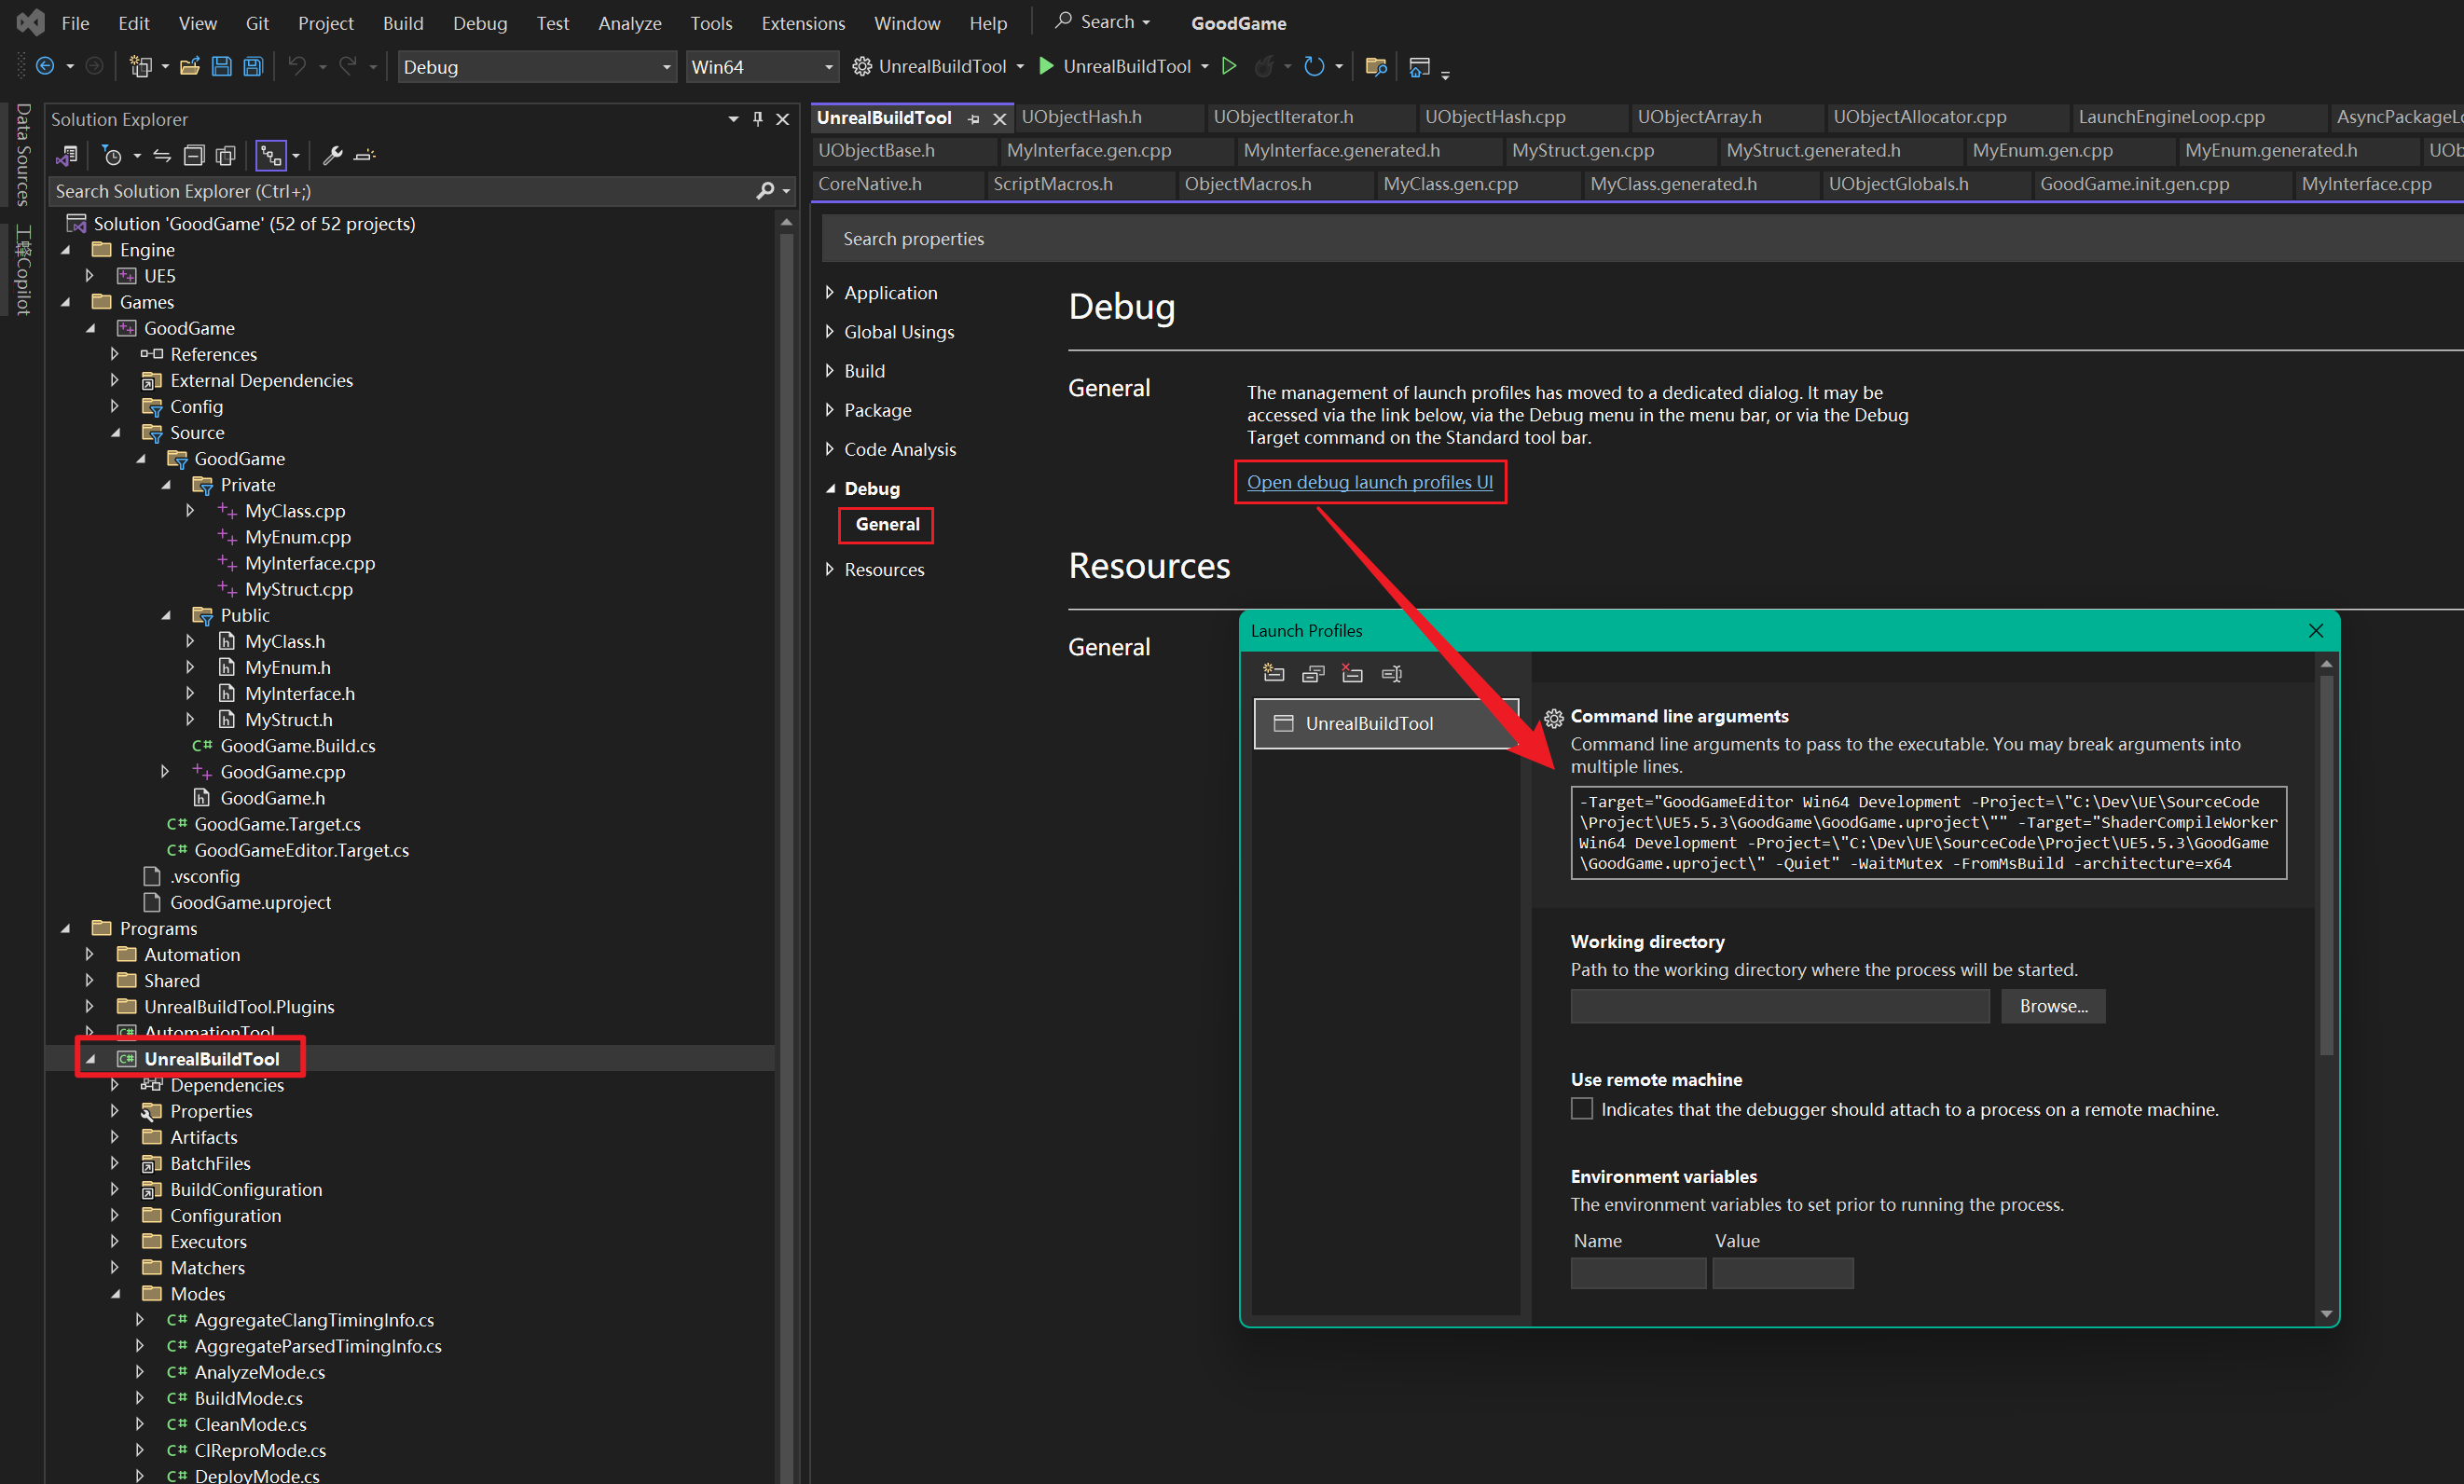 File Edit View Git Project Build Debug Test Analyze Tools Extensions Window Help Search GoodGame
Debug Win64 UnrealBuildTool UnrealBuildTool
Data Sources
工蜂Copilot
Solution Explorer
Search Solution Explorer (Ctrl+;)
Solution 'GoodGame' (52 of 52 projects)
Engine
UE5
Games
GoodGame
References
External Dependencies
Config
Source
GoodGame
Private
MyClass.cpp
MyEnum.cpp
MyInterface.cpp
MyStruct.cpp
Public
MyClass.h
MyEnum.h
MyInterface.h
MyStruct.h
C# GoodGame.Build.cs
GoodGame.cpp
GoodGame.h
C# GoodGame.Target.cs
C# GoodGameEditor.Target.cs
.vsconfig
GoodGame.uproject
Programs
Automation
Shared
UnrealBuildTool.Plugins
AutomationTool
UnrealBuildTool
Dependencies
Properties
Artifacts
BatchFiles
BuildConfiguration
Configuration
Executors
Matchers
Modes
C# AggregateClangTimingInfo.cs
C# AggregateParsedTimingInfo.cs
C# AnalyzeMode.cs
C# BuildMode.cs
C# CleanMode.cs
C# ClReproMode.cs
C# DeployMode.cs
UnrealBuildTool UObjectHash.h UObjectIterator.h UObjectHash.cpp UObjectArray.h UObjectAllocator.cpp LaunchEngineLoop.cpp AsyncPackageLo
UObjectBase.h MyInterface.gen.cpp MyInterface.generated.h MyStruct.gen.cpp MyStruct.generated.h MyEnum.gen.cpp MyEnum.generated.h UOb
CoreNative.h ScriptMacros.h ObjectMacros.h MyClass.gen.cpp MyClass.generated.h UObjectGlobals.h GoodGame.init.gen.cpp MyInterface.cpp
Search properties
Application
Global Usings
Build
Package
Code Analysis
Debug
General
Resources
Debug
General
The management of launch profiles has moved to a dedicated dialog. It may be
accessed via the link below, via the Debug menu in the menu bar, or via the Debug
Target command on the Standard tool bar.
Open debug launch profiles UI
Resources
General
Launch Profiles
UnrealBuildTool
Command line arguments
Command line arguments to pass to the executable. You may break arguments into
multiple lines.
-Target="GoodGameEditor Win64 Development -Project=\"C:\Dev\UE\SourceCode
\Project\UE5.5.3\GoodGame\GoodGame.uproject\"" -Target="ShaderCompileWorker
Win64 Development -Project=\"C:\Dev\UE\SourceCode\Project\UE5.5.3\GoodGame
\GoodGame.uproject\" -Quiet" -WaitMutex -FromMsBuild -architecture=x64
Working directory
Path to the working directory where the process will be started.
Browse...
Use remote machine
Indicates that the debugger should attach to a process on a remote machine.
Environment variables
The environment variables to set prior to running the process.
Name Value